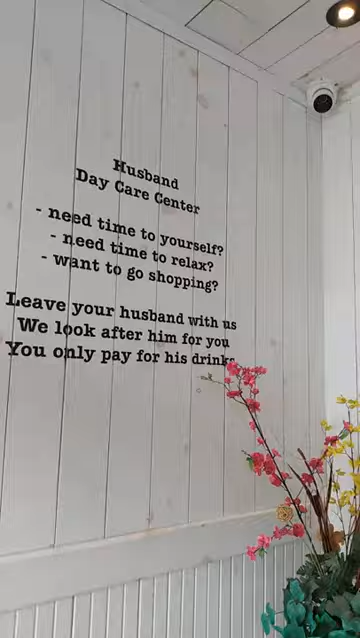 Husband
Day Care Center
- need time to yourself?
- need time to relax?
- want to go shopping?
Leave your husband with us
We look after him for you
You only pay for his drinks